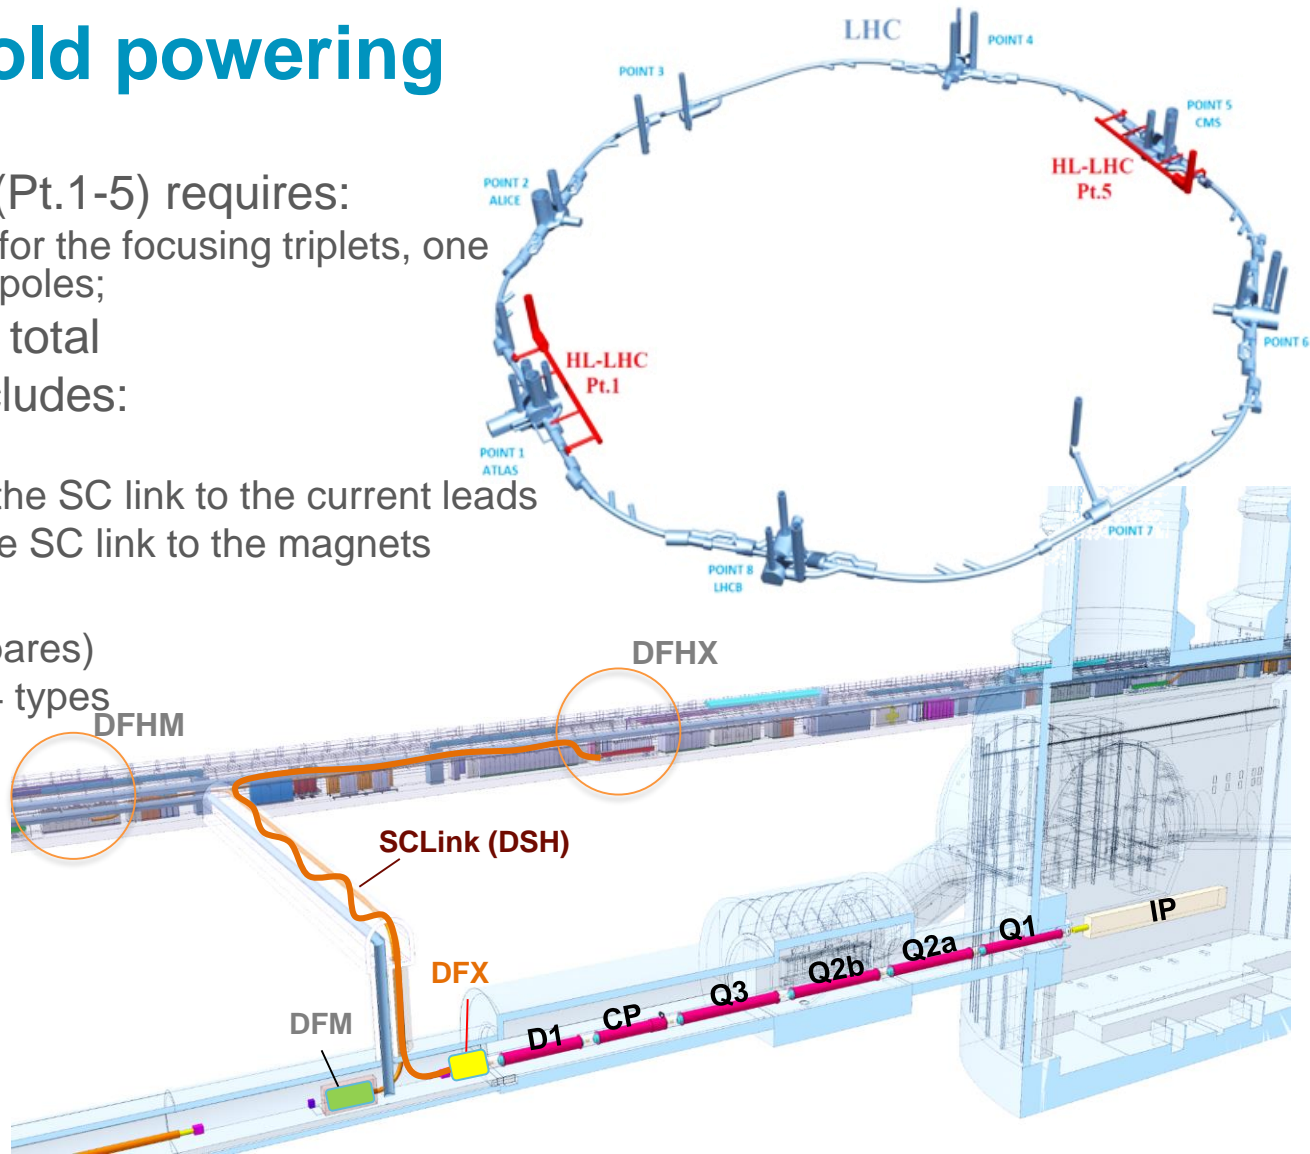 old powering
(Pt.1-5) requires:
for the focusing triplets, one
poles;
total
cludes:
the SC link to the current leads
e SC link to the magnets
ares)
types
LHC
POINT 4
POINT 3
POINT 5
CMS
HL-LHC
Pt.5
POINT 2
ALICE
POINT 6
HL-LHC
Pt.1
POINT 1
ATLAS
POINT 7
POINT 8
LHCB
DFHX
DFHM
SCLink (DSH)
IP
Q1
Q2a
Q2b
Q3
CP
D1
DFX
DFM